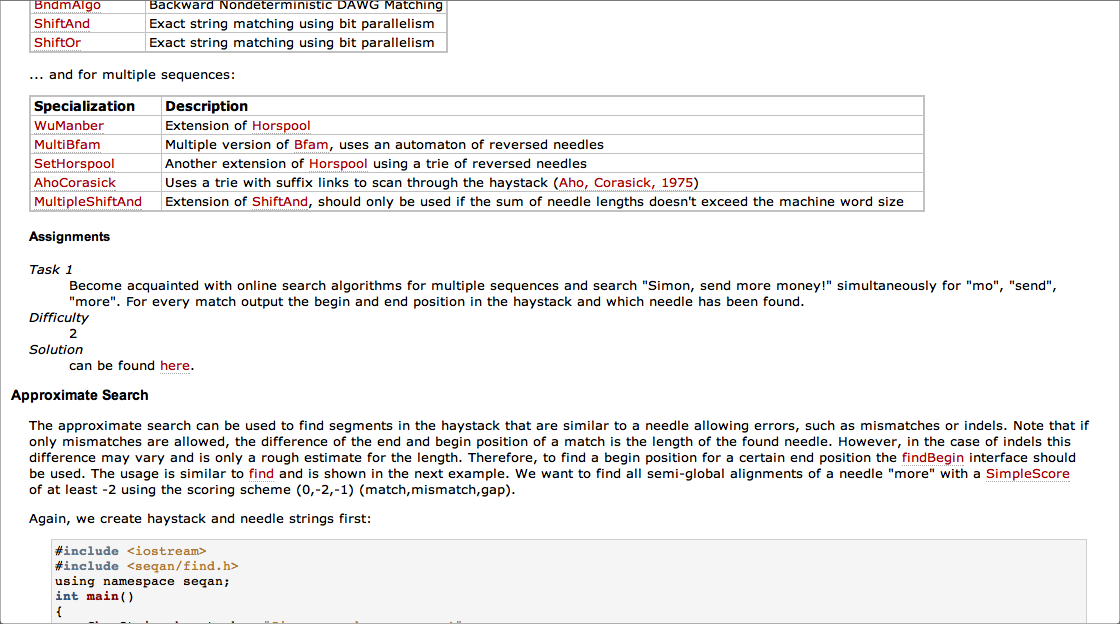 BndmAlgo Backward Nondeterministic DAWG Matching
ShiftAnd Exact string matching using bit parallelism
ShiftOr Exact string matching using bit parallelism
... and for multiple sequences:
Specialization Description
WuManber Extension of Horspool
MultiBfam Multiple version of Bfam, uses an automaton of reversed needles
SetHorspool Another extension of Horspool using a trie of reversed needles
AhoCorasick Uses a trie with suffix links to scan through the haystack (Aho, Corasick, 1975)
MultipleShiftAnd Extension of ShiftAnd, should only be used if the sum of needle lengths doesn't exceed the machine word size
Assignments
Task 1
Become acquainted with online search algorithms for multiple sequences and search "Simon, send more money!" simultaneously for "mo", "send",
"more". For every match output the begin and end position in the haystack and which needle has been found.
Difficulty
2
Solution
can be found here.
Approximate Search
The approximate search can be used to find segments in the haystack that are similar to a needle allowing errors, such as mismatches or indels. Note that if
only mismatches are allowed, the difference of the end and begin position of a match is the length of the found needle. However, in the case of indels this
difference may vary and is only a rough estimate for the length. Therefore, to find a begin position for a certain end position the findBegin interface should
be used. The usage is similar to find and is shown in the next example. We want to find all semi-global alignments of a needle "more" with a SimpleScore
of at least -2 using the scoring scheme (0,-2,-1) (match,mismatch,gap).
Again, we create haystack and needle strings first:
#include <iostream>
#include <seqan/find.h>
using namespace seqan;
int main()
{